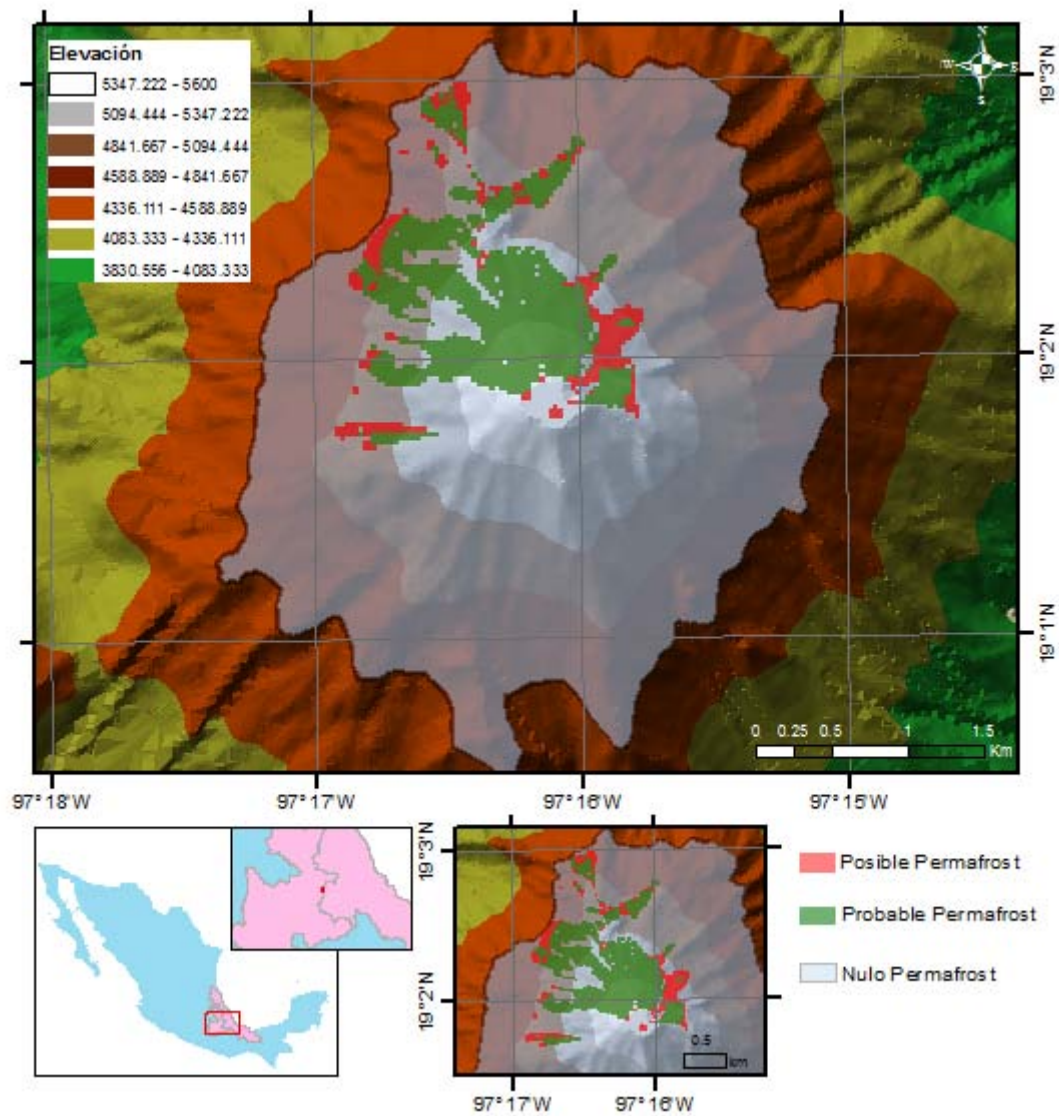 Elevación
5347.222 - 5600
5094.444 - 5347.222
4841.667 - 5094.444
4588.889 - 4841.667
4336.111 - 4588.889
4083.333 - 4336.111
3830.556 - 4083.333
N
W E
S
19°3'N
19°2'N
19°1'N
0 0.25 0.5 1 1.5
Km
97°18'W 97°17'W 97°16'W 97°15'W
19°3'N
19°2'N
0.5
km
97°17'W 97°16'W
Posible Permafrost
Probable Permafrost
Nulo Permafrost